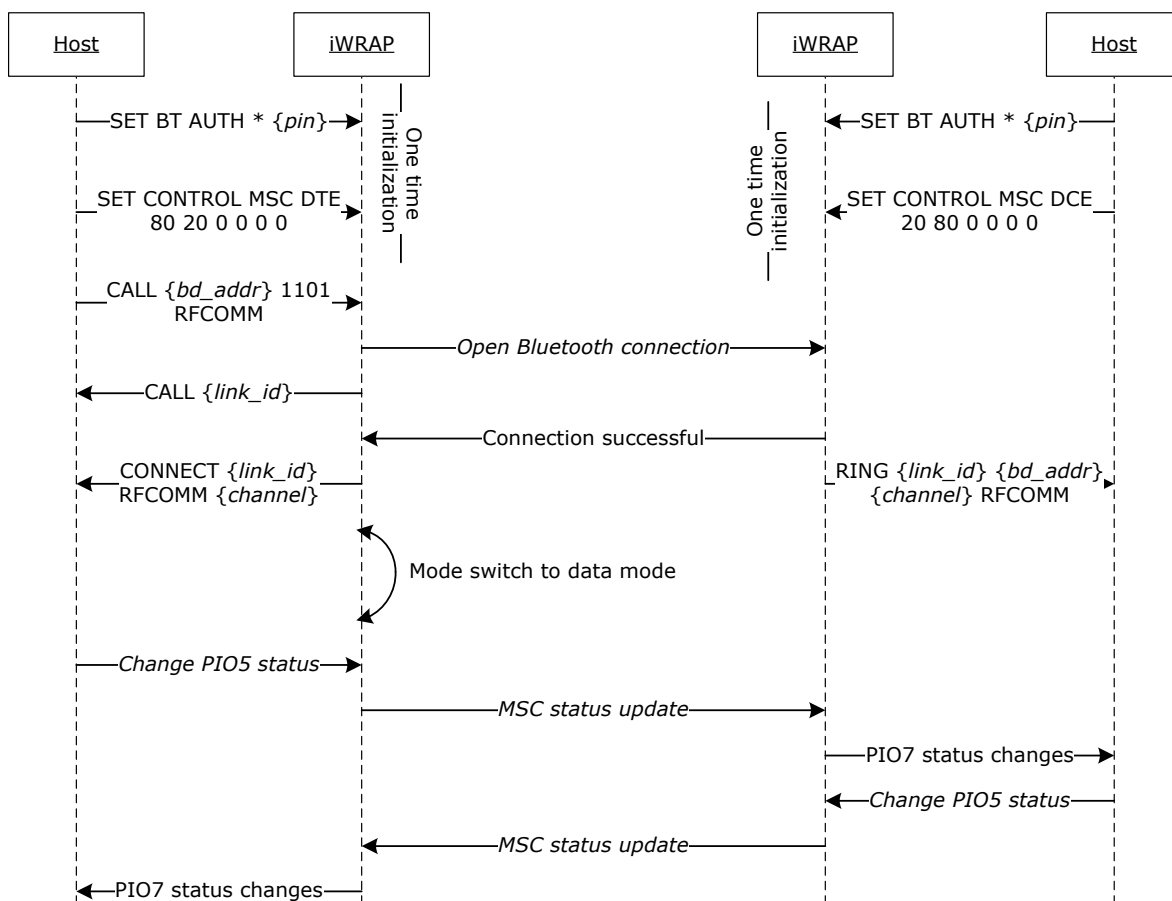 Host
iWRAP
iWRAP
Host
SET BT AUTH * {pin}
SET BT AUTH * {pin}
One time
initialization
One time
initialization
SET CONTROL MSC DTE
80 20 0 0 0 0
SET CONTROL MSC DCE
20 80 0 0 0 0
CALL {bd_addr} 1101
RFCOMM
Open Bluetooth connection
CALL {link_id}
Connection successful
CONNECT {link_id}
RFCOMM {channel}
RING {link_id} {bd_addr}
{channel} RFCOMM
Mode switch to data mode
Change PIO5 status
MSC status update
PIO7 status changes
Change PIO5 status
MSC status update
PIO7 status changes